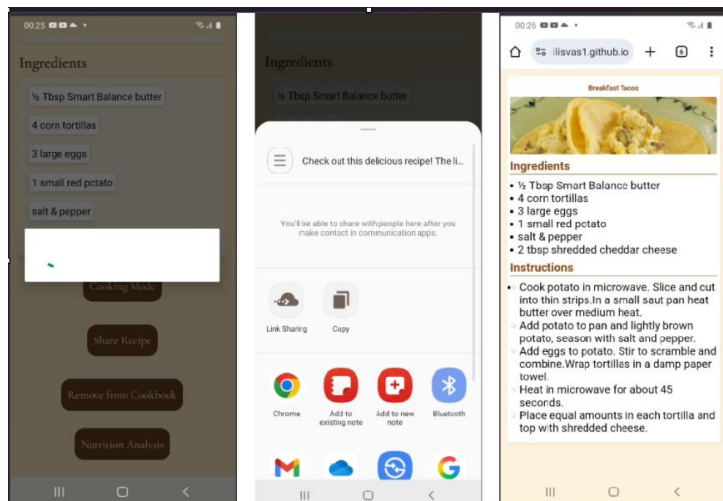 00:25
Ingredients
½ Tbsp Smart Balance butter
4 corn tortillas
3 large eggs
1 small red potato
salt & pepper
Cooking Mode
Share Recipe
Remove from Cookbook
Nutrition Analysis
Ingredients
½ Tbsp Smart Balance butter
Check out this delicious recipe! The li...
You'll be able to share with people here after you
make contact in communication apps.
Link Sharing
Copy
Chrome
Add to
existing note
Add to new
note
Bluetooth
00:26
ilisvas1.github.io
6
Breakfast Tacos
Ingredients
• ½ Tbsp Smart Balance butter
• 4 corn tortillas
• 3 large eggs
• 1 small red potato
• salt & pepper
• 2 tbsp shredded cheddar cheese
Instructions
Cook potato in microwave. Slice and cut
into thin strips.In a small saut pan heat
butter over medium heat.
Add potato to pan and lightly brown
potato, season with salt and pepper.
Add eggs to potato. Stir to scramble and
combine.Wrap tortillas in a damp paper
towel.
Heat in microwave for about 45
seconds.
Place equal amounts in each tortilla and
top with shredded cheese.